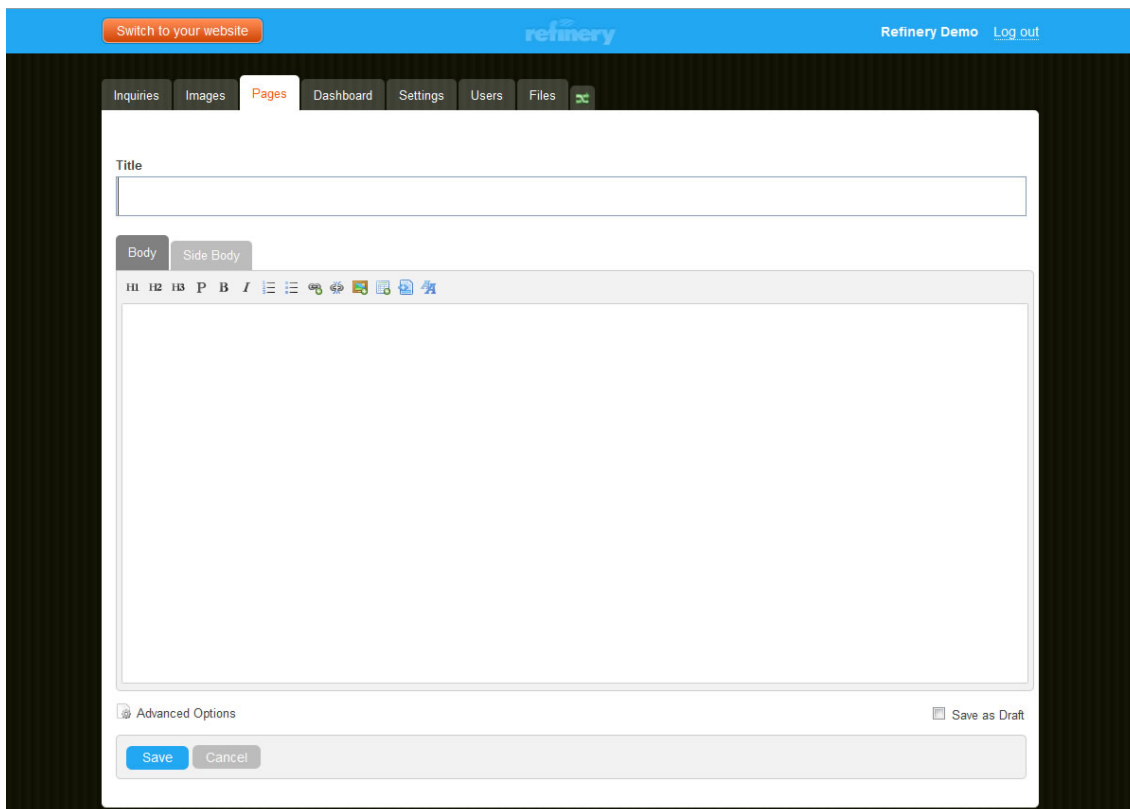 Switch to your website refinery Refinery Demo Log out
Inquiries Images Pages Dashboard Settings Users Files
Title
Body Side Body
H1 H2 H3 P B I
Advanced Options Save as Draft
Save Cancel